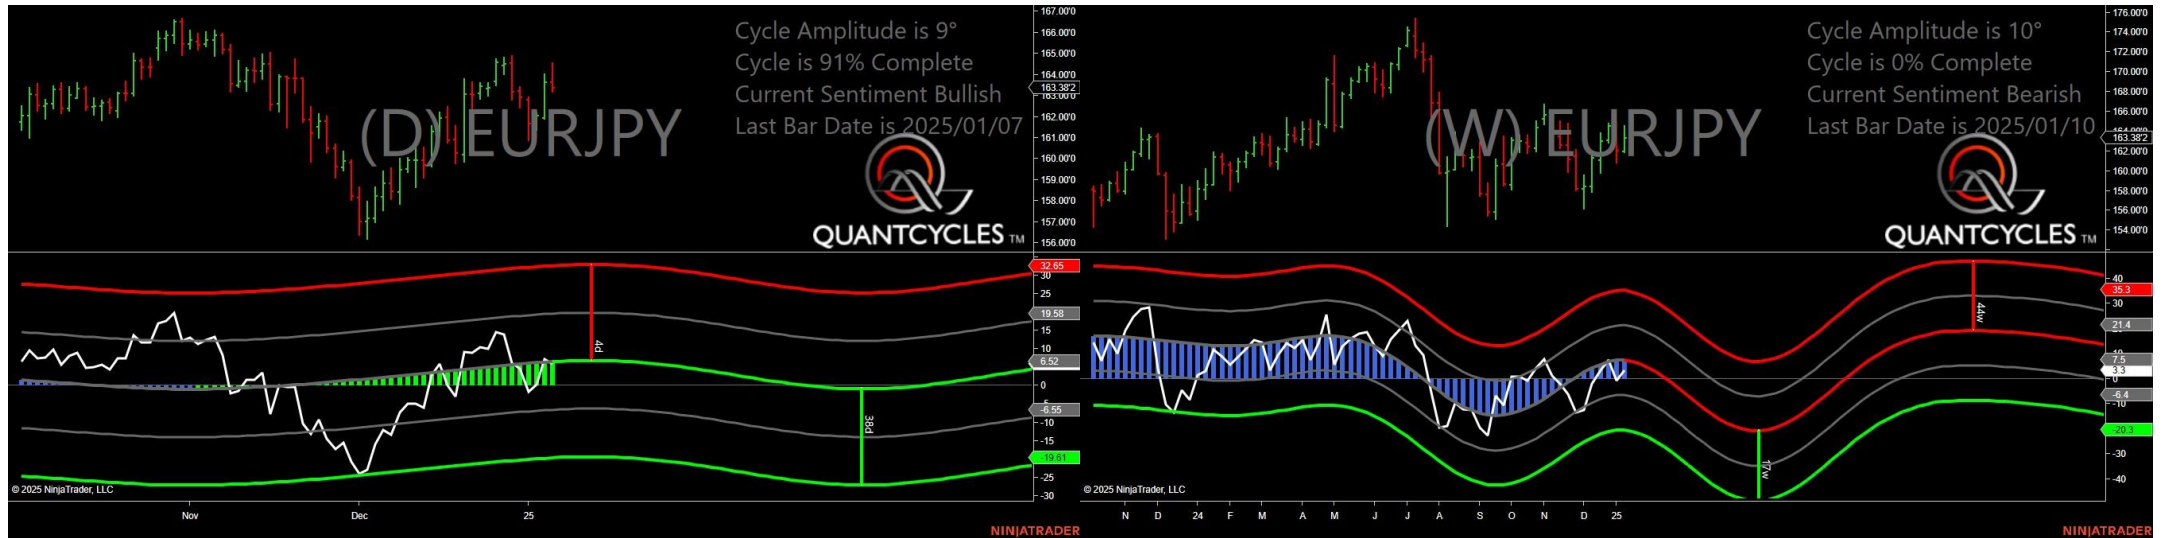 Cycle Amplitude is 9°
Cycle is 91% Complete
Current Sentiment Bullish
Last Bar Date is 2025/01/07
(D) EURJPY
QUANTCYCLES TM
167.00'0
166.00'0
165.00'0
164.00'0
163.38'2
163.00'0
162.00'0
161.00'0
160.00'0
159.00'0
158.00'0
157.00'0
156.00'0
32.65
30
25
19.58
15
10
6.52
0
-6.55
-10
-15
-19.61
-25
-30
4d
38d
© 2025 NinjaTrader, LLC
Nov
Dec
25
NINJATRADER
Cycle Amplitude is 10°
Cycle is 0% Complete
Current Sentiment Bearish
Last Bar Date is 2025/01/10
(W) EURJPY
QUANTCYCLES TM
176.00'0
174.00'0
172.00'0
170.00'0
168.00'0
166.00'0
163.38'2
162.00'0
160.00'0
158.00'0
156.00'0
154.00'0
40
35.3
30
21.4
7.5
3.3
0
-6.4
-10
-20.3
-30
-40
44w
17w
© 2025 NinjaTrader, LLC
N
D
24
F
M
A
M
J
J
A
S
O
N
D
25
NINJATRADER